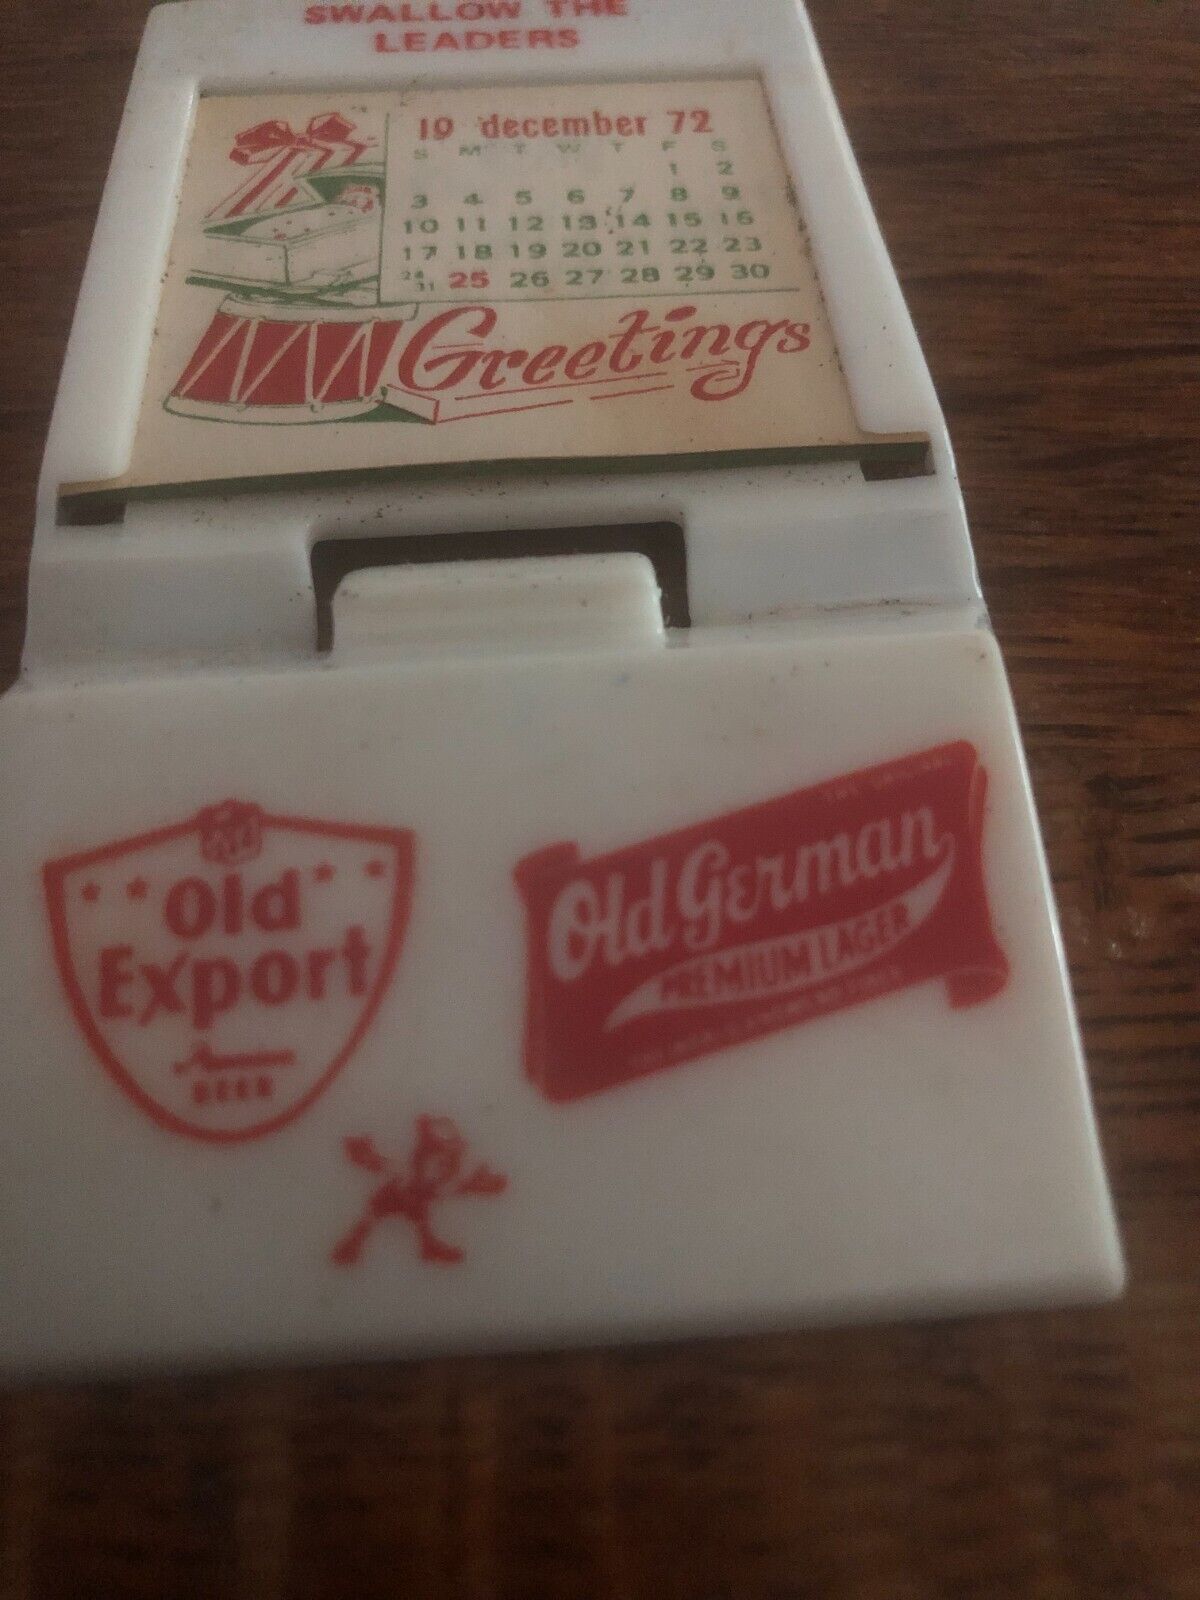 SWALLOW THE
LEADERS
19 december 72
S M T W T F S
1 2
3 4 5 6 7 8 9
10 11 12 13 14 15 16
17 18 19 20 21 22 23
24 31 25 26 27 28 29 30
Greetings
Old
Export
BEER
THE ORIGINAL
Old German
PREMIUM LAGER